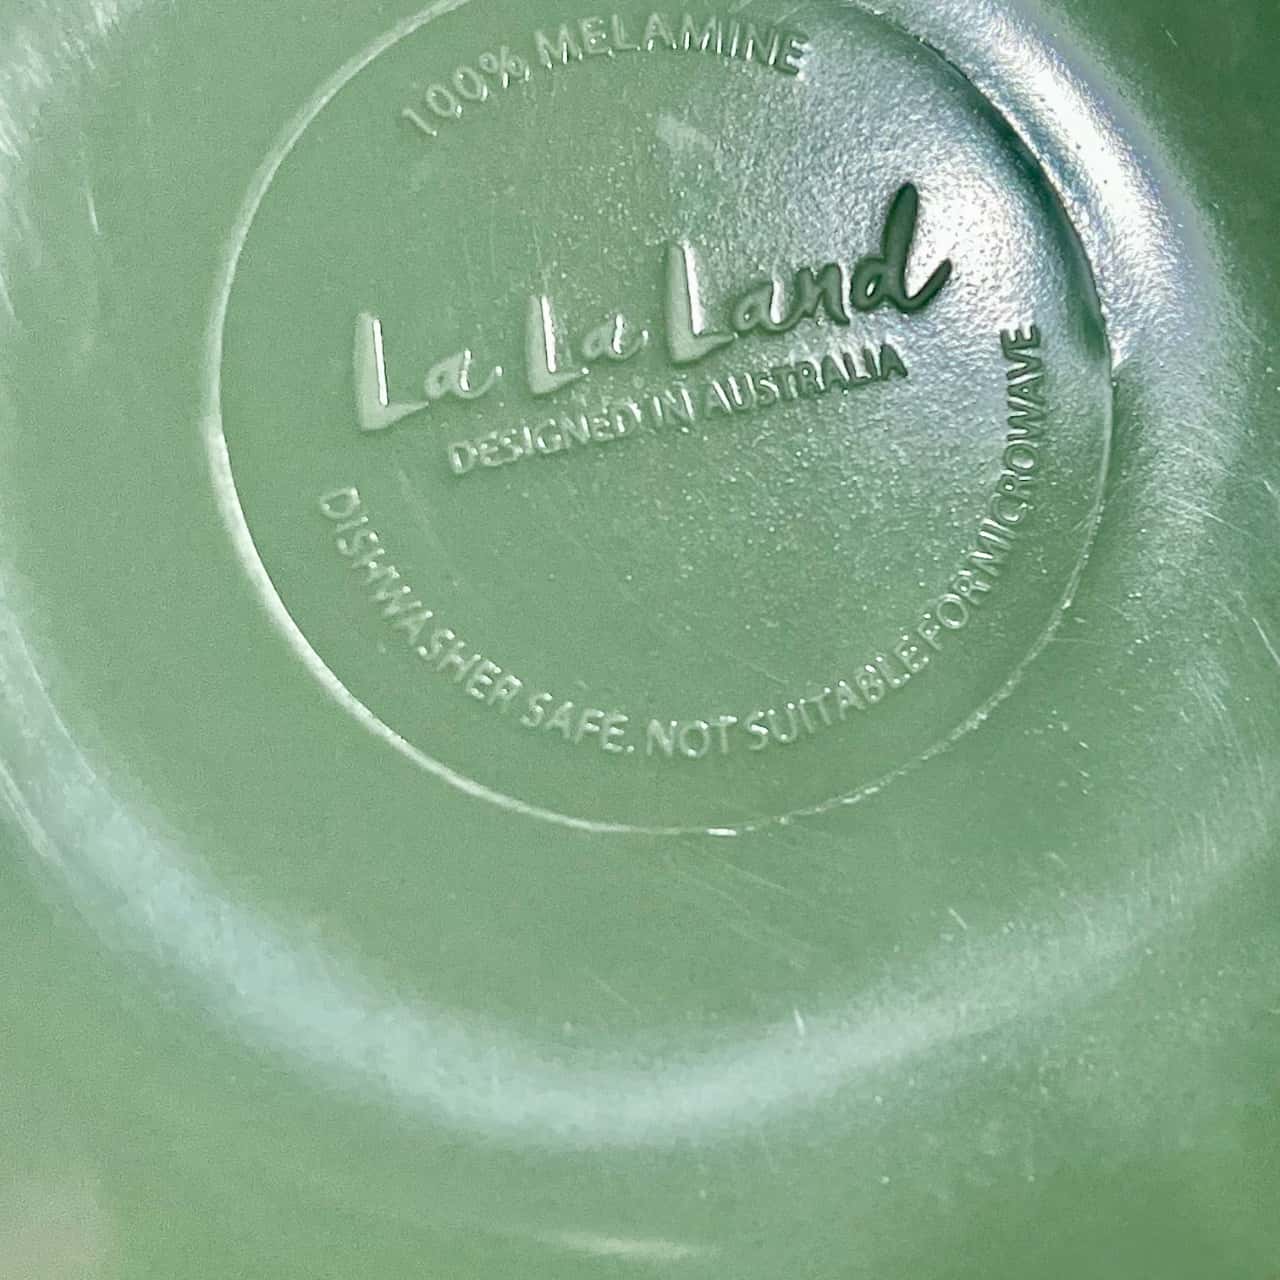 100% MELAMINE
La La Land
DESIGNED IN AUSTRALIA
DISHWASHER SAFE. NOT SUITABLE FOR MICROWAVE